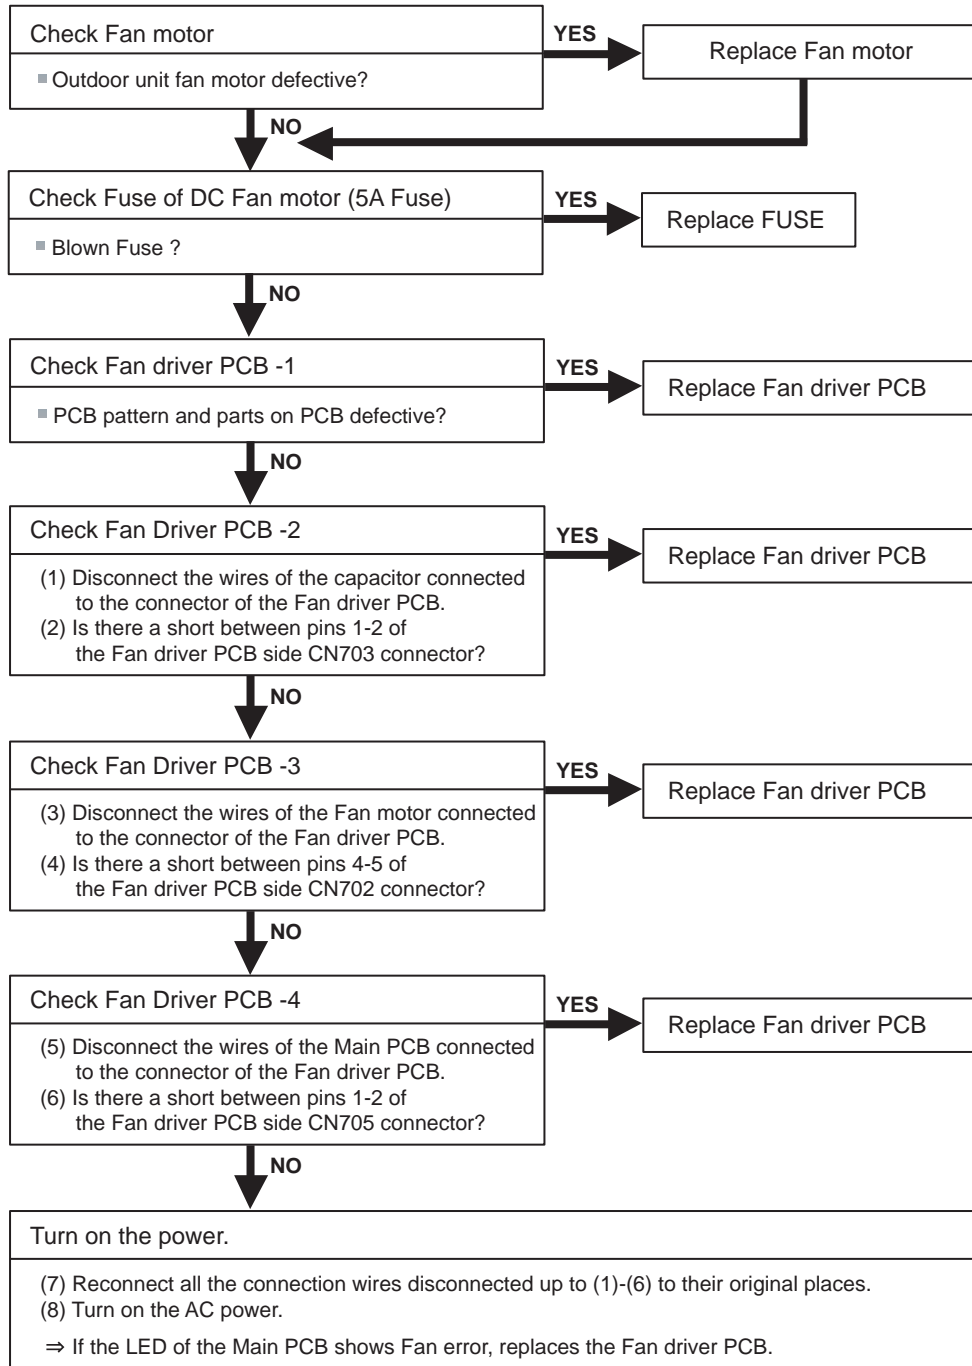 Check Fan motor
YES
Replace Fan motor
■ Outdoor unit fan motor defective?
NO
Check Fuse of DC Fan motor (5A Fuse)
YES
Replace FUSE
■ Blown Fuse ?
NO
Check Fan driver PCB -1
YES
Replace Fan driver PCB
■ PCB pattern and parts on PCB defective?
NO
Check Fan Driver PCB -2
YES
Replace Fan driver PCB
(1) Disconnect the wires of the capacitor connected
to the connector of the Fan driver PCB.
(2) Is there a short between pins 1-2 of
the Fan driver PCB side CN703 connector?
NO
Check Fan Driver PCB -3
YES
Replace Fan driver PCB
(3) Disconnect the wires of the Fan motor connected
to the connector of the Fan driver PCB.
(4) Is there a short between pins 4-5 of
the Fan driver PCB side CN702 connector?
NO
Check Fan Driver PCB -4
YES
Replace Fan driver PCB
(5) Disconnect the wires of the Main PCB connected
to the connector of the Fan driver PCB.
(6) Is there a short between pins 1-2 of
the Fan driver PCB side CN705 connector?
NO
Turn on the power.
(7) Reconnect all the connection wires disconnected up to (1)-(6) to their original places.
(8) Turn on the AC power.
⇒ If the LED of the Main PCB shows Fan error, replaces the Fan driver PCB.